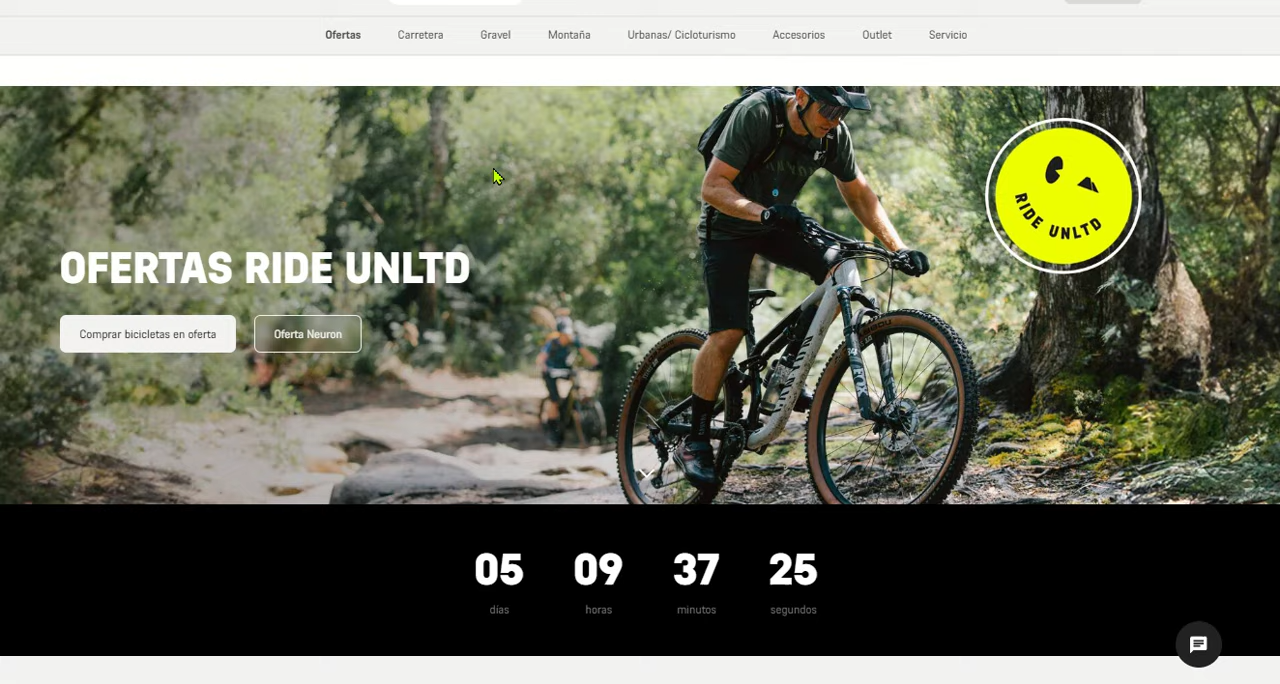 Ofertas Carretera Gravel Montaña Urbanas/ Cicloturismo Accesorios Outlet Servicio
RIDE UNLTD
OFERTAS RIDE UNLTD
Comprar bicicletas en oferta Oferta Neuron
FOX
05 09 37 25
días horas minutos segundos